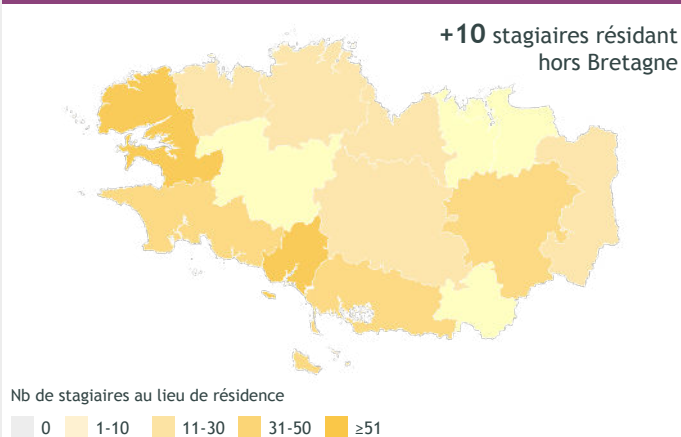 +10 stagiaires résidant
hors Bretagne
Nb de stagiaires au lieu de résidence
0 1-10 11-30 31-50 ≥51